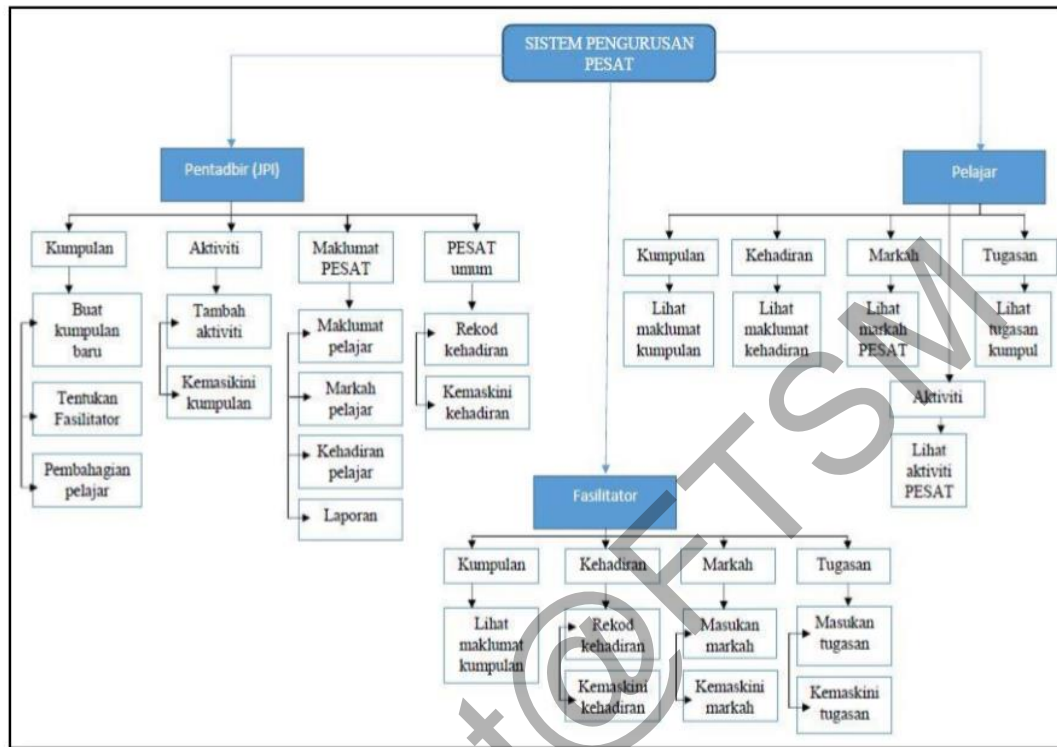 SISTEM PENGURUSAN
PESAT
Pentadbir (JPI)
Kumpulan
Buat
kumpulan
baru
Tentukan
Fasilitator
Pembahagian
pelajar
Aktiviti
Tambah
aktiviti
Kemasikini
kumpulan
Maklumat
PESAT
Maklumat
pelajar
Markah
pelajar
Kehadiran
pelajar
Laporan
PESAT
umum
Rekod
kehadiran
Kemaskini
kehadiran
Pelajar
Kumpulan
Lihat
maklumat
kumpulan
Kehadiran
Lihat
maklumat
kehadiran
Markah
Lihat
markah
PESAT
Tugasan
Lihat
tugasan
kumpul
Aktiviti
Lihat
aktiviti
PESAT
Fasilitator
Kumpulan
Lihat
maklumat
kumpulan
Kehadiran
Rekod
kehadiran
Kemaskini
kehadiran
Markah
Masukan
markah
Kemaskini
markah
Tugasan
Masukan
tugasan
Kemaskini
tugasan
t@FTSM